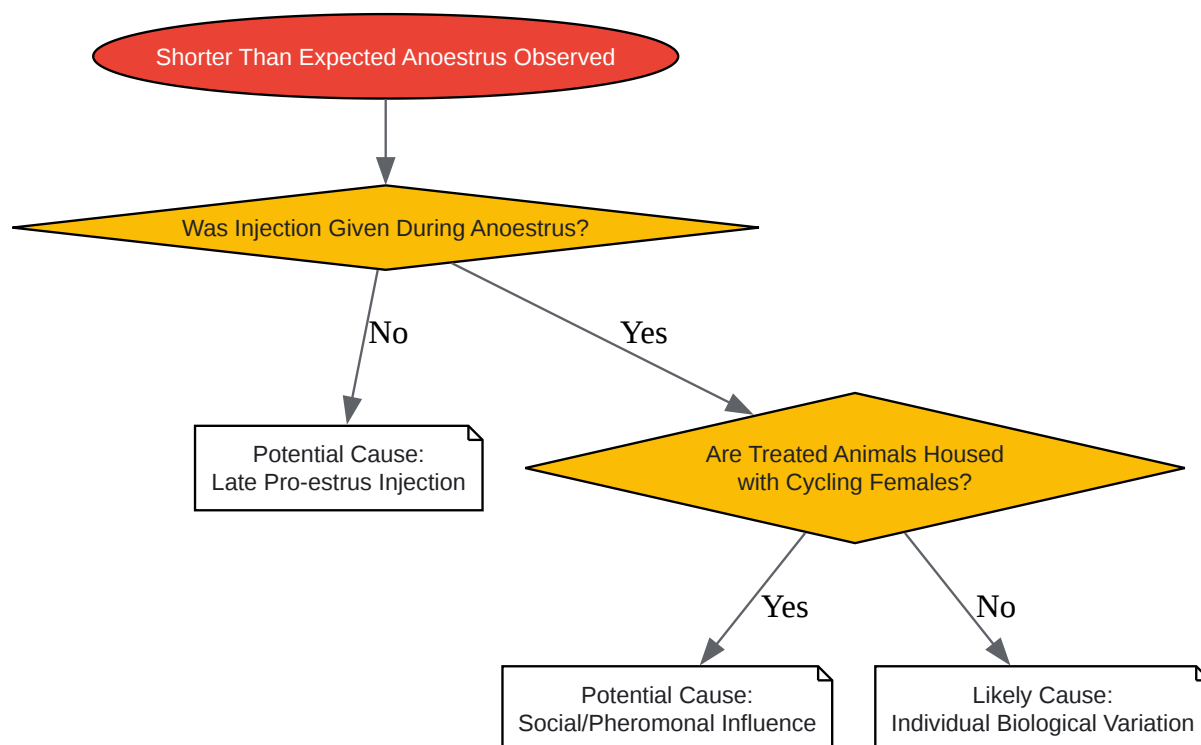 Shorter Than Expected Anoestrus Observed
Was Injection Given During Anoestrus?
No
Yes
Potential Cause:
Late Pro-estrus Injection
Are Treated Animals Housed
with Cycling Females?
Yes
No
Potential Cause:
Social/Pheromonal Influence
Likely Cause:
Individual Biological Variation